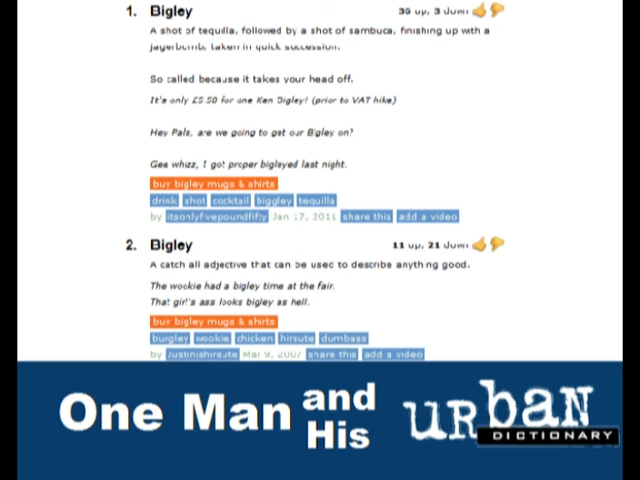 1. Bigley 39 up, 3 down
A shot of tequilla, followed by a shot of sambuca, finishing up with a
jagerbomb, taken in quick succession.
So called because it takes your head off.
It's only £5.50 for one Ken Bigley! (prior to VAT hike)
Hey Pals, are we going to get our Bigley on?
Gee whizz, I got proper bigleyed last night.
buy bigley mugs & shirts
drink shot cocktail biggley tequilla
by itsonlyfivepoundfifty Jan 17, 2011 share this add a video
2. Bigley 11 up, 21 down
A catch all adjective that can be used to describe anything good.
The wookie had a bigley time at the fair.
That girl's ass looks bigley as hell.
buy bigley mugs & shirts
burgley wookie chicken hirsute dumbass
by Justinishirsute Mar 9, 2007 share this add a video
One Man and His urban
DICTIONARY